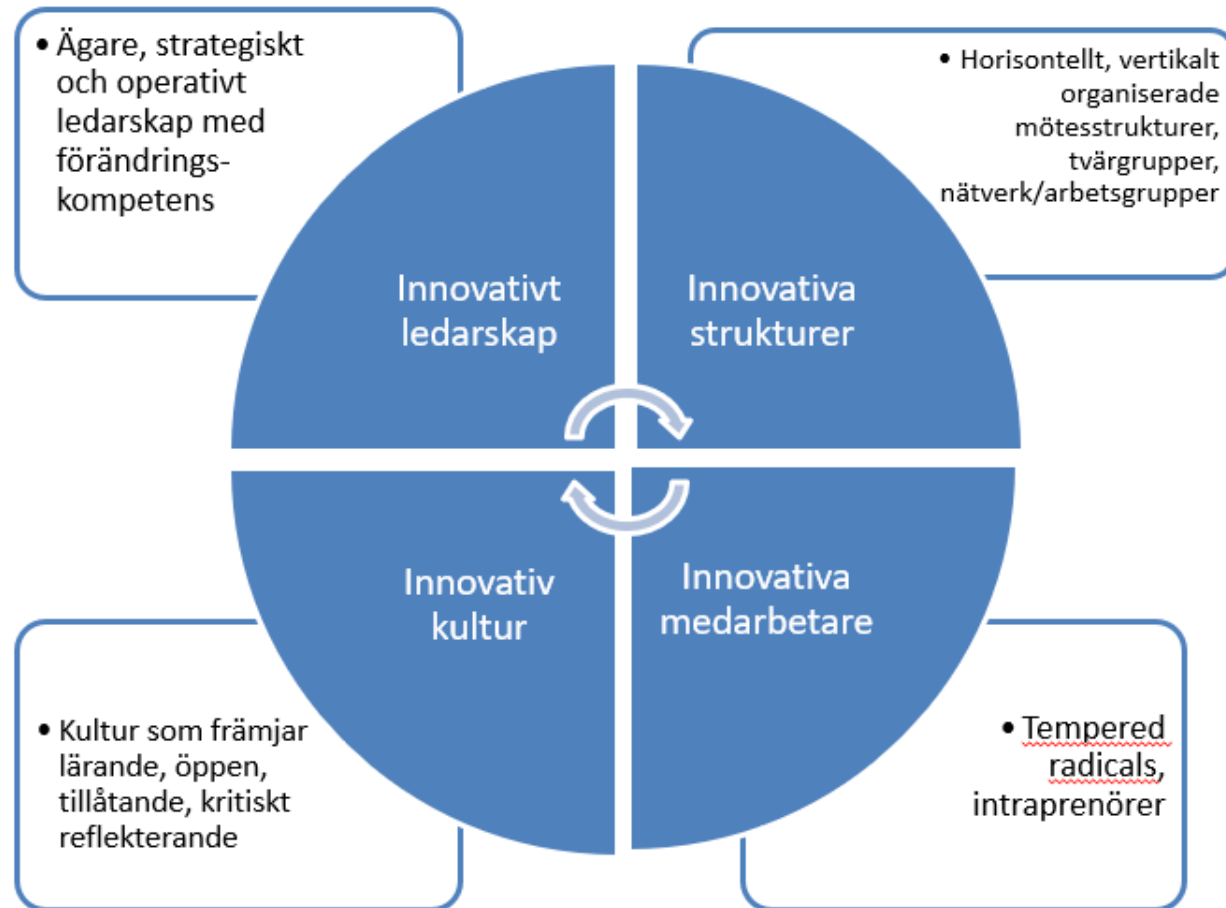 • Ägare, strategiskt
och operativt
ledarskap med
förändrings-
kompetens
• Horisontellt, vertikalt
organiserade
mötesstrukturer,
tvärgrupper,
nätverk/arbetsgrupper
Innovativt
ledarskap
Innovativa
strukturer
Innovativ
kultur
Innovativa
medarbetare
• Kultur som främjar
lärande, öppen,
tillåtande, kritiskt
reflekterande
• Tempered
radicals,
intraprenörer